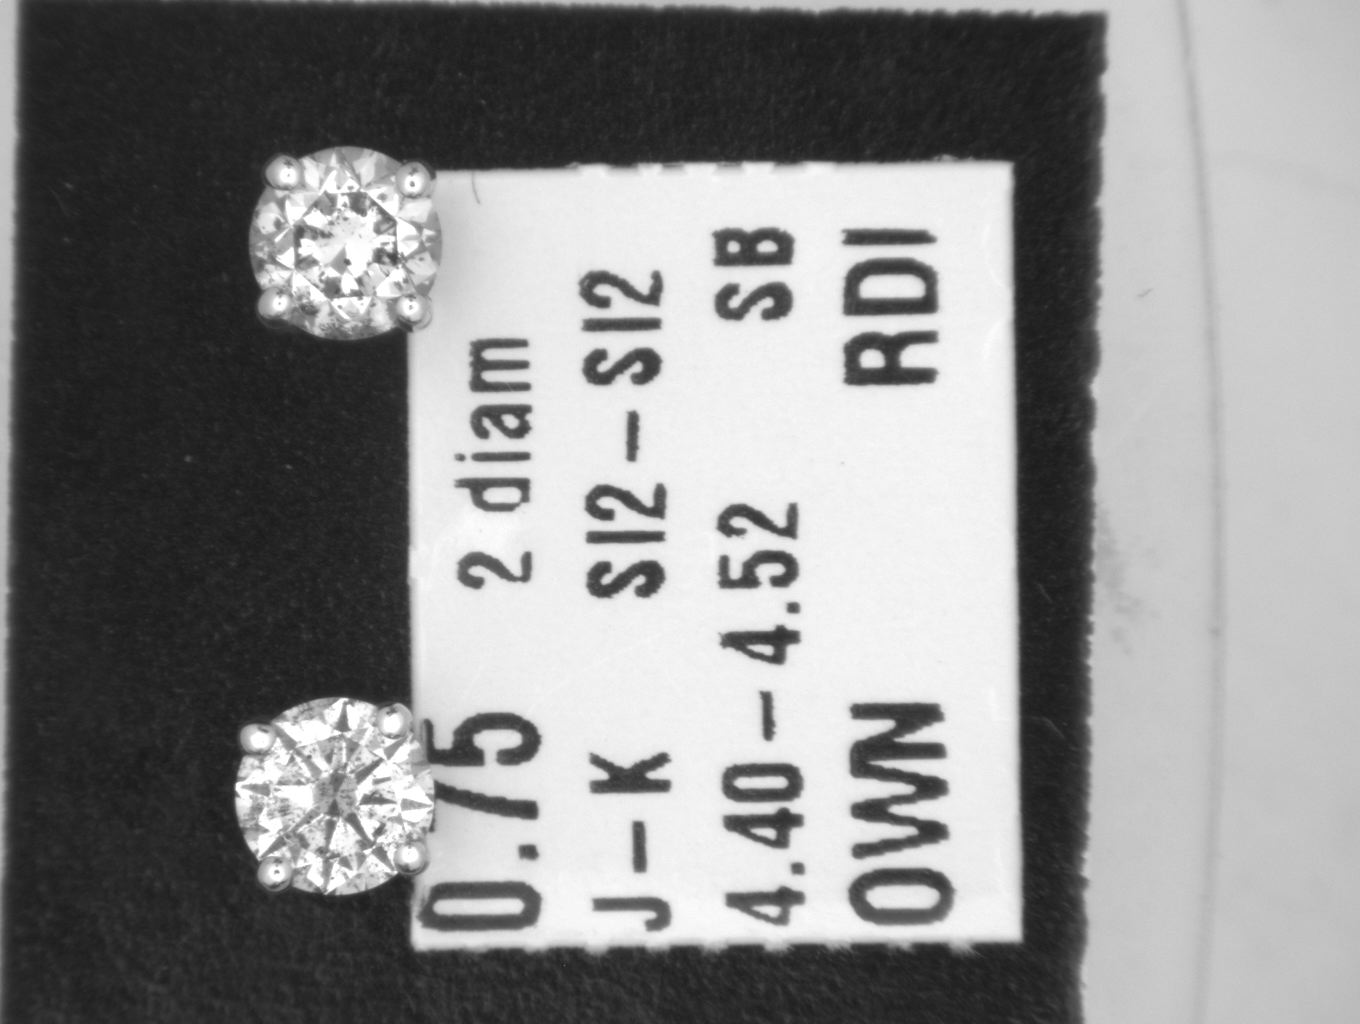 0.75 2 diam
J-K SI2-SI2
4.40-4.52 SB
OWN RDI